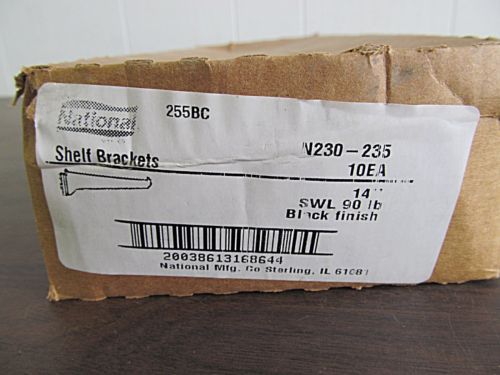 National
255BC
Shelf Brackets
N230-235
10EA
14"
SWL 90 lb
Black finish
20038613168644
National Mfg. Co Sterling, IL 61081